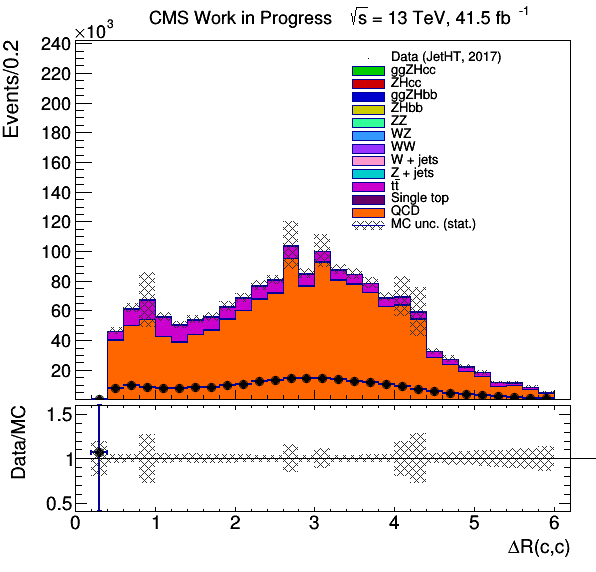 CMS Work in Progress √s = 13 TeV, 41.5 fb⁻¹
×10³
Events/0.2
240
220
200
180
160
140
120
100
80
60
40
20
Data (JetHT, 2017)
ggZHcc
ZHcc
ggZHbb
ZHbb
ZZ
WZ
WW
W + jets
Z + jets
tt̄
Single top
QCD
MC unc. (stat.)
Data/MC
1.5
1
0.5
0 1 2 3 4 5 6
ΔR(c,c)